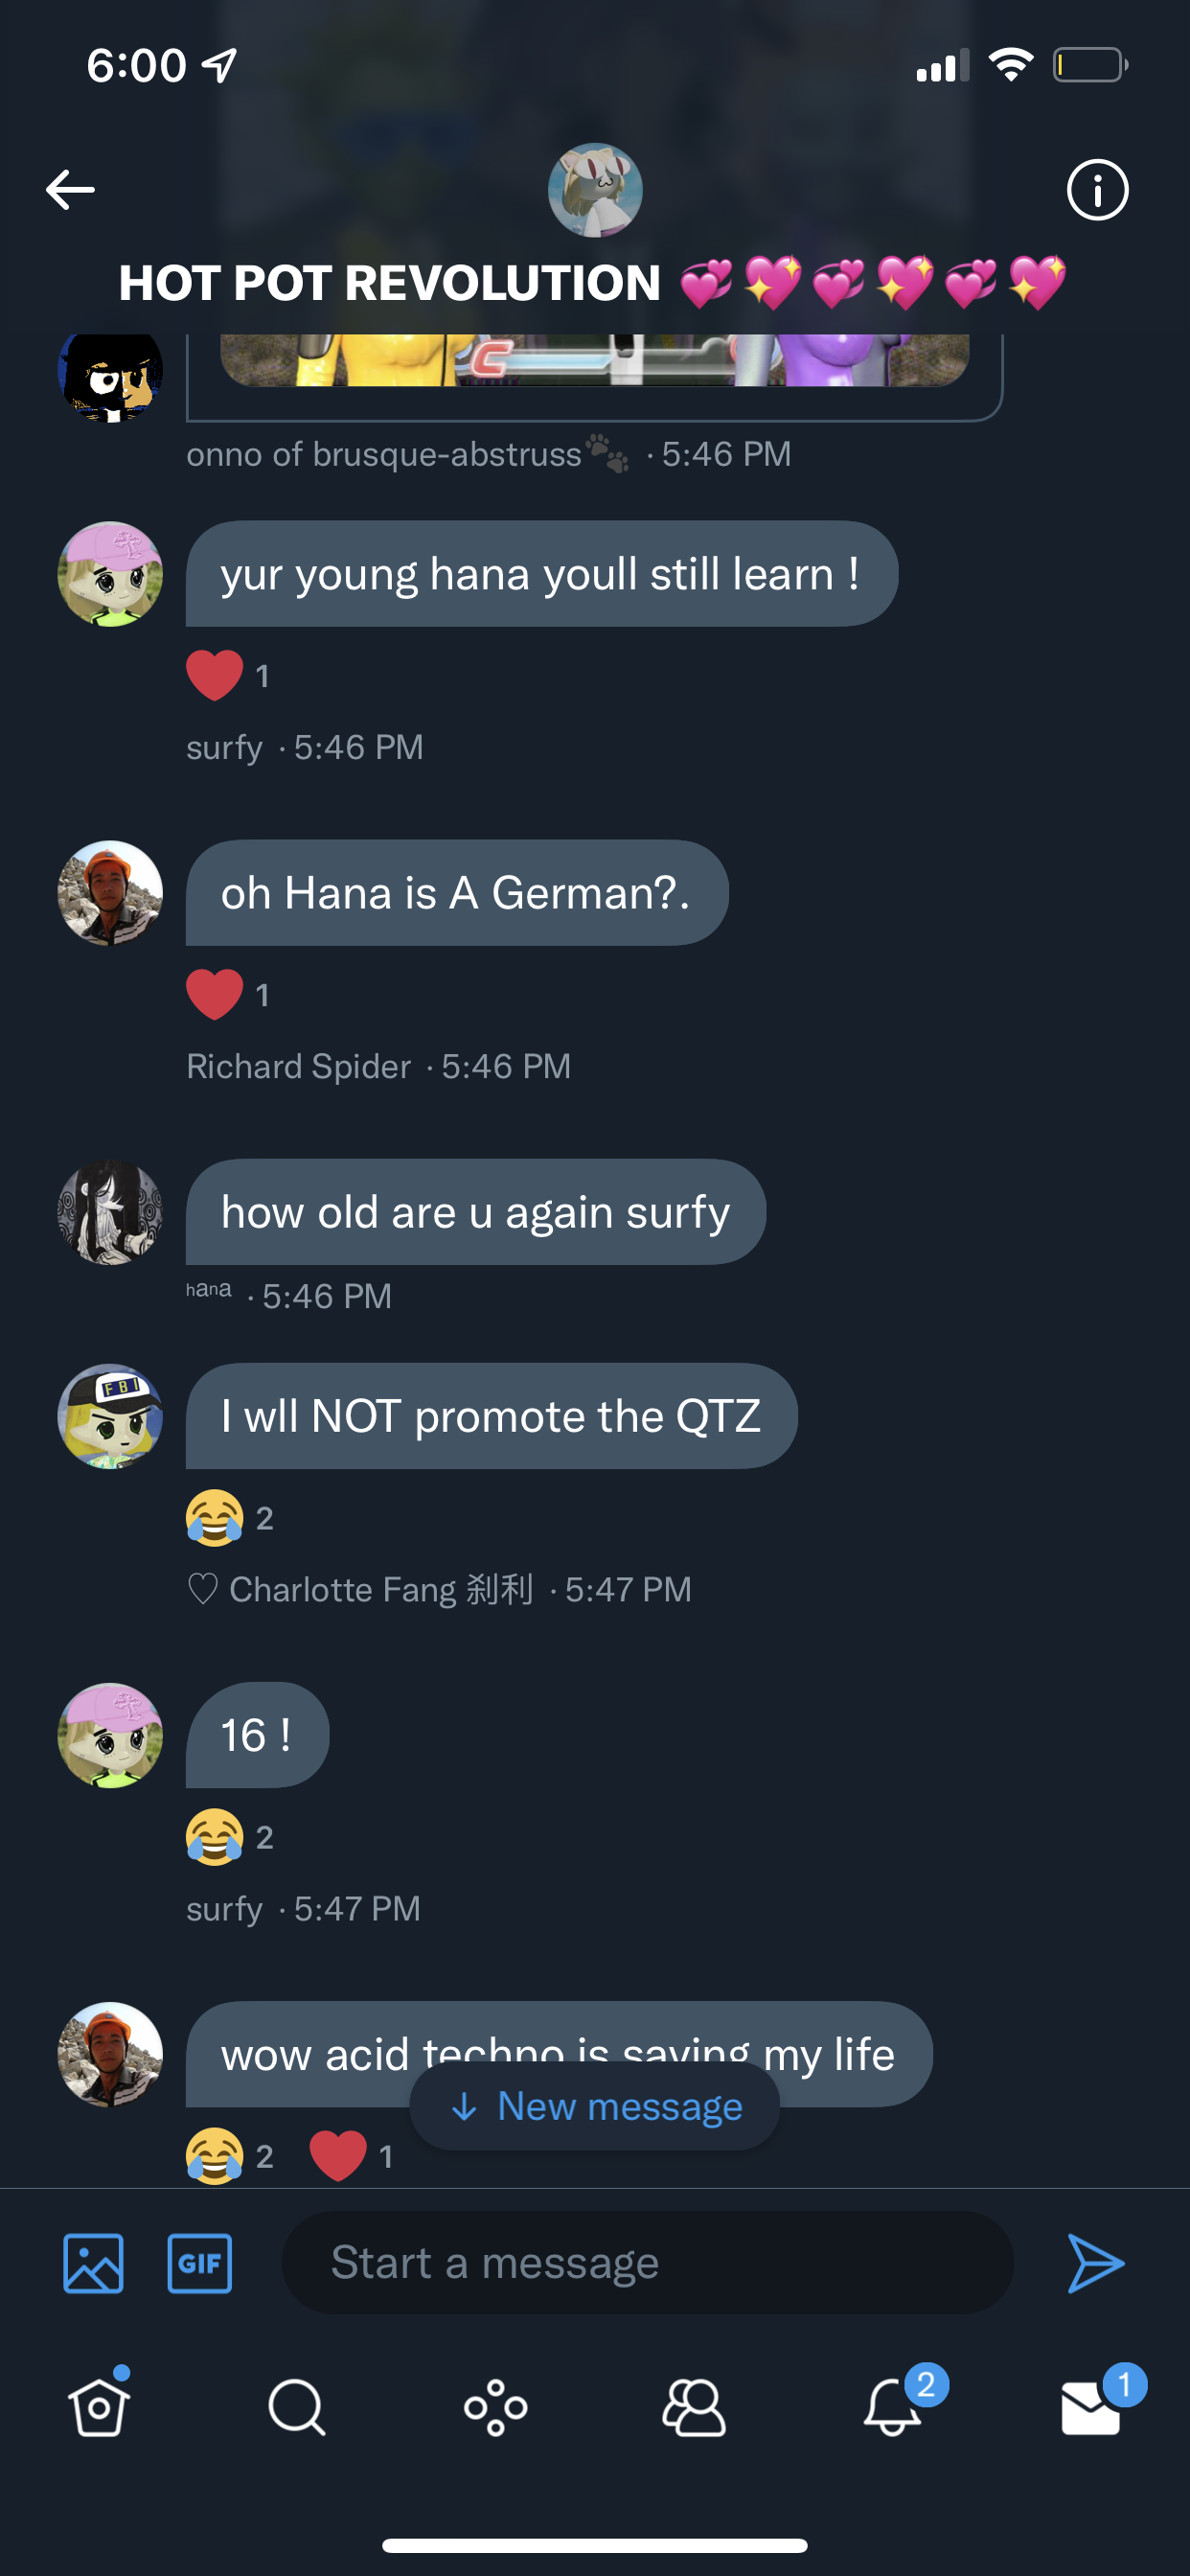 6:00
HOT POT REVOLUTION 💞💖💞💖💞💖
onno of brusque-abstruss🐾 · 5:46 PM
yur young hana youll still learn !
❤️ 1
surfy · 5:46 PM
oh Hana is A German?.
❤️ 1
Richard Spider · 5:46 PM
how old are u again surfy
ʰᵃⁿᵃ · 5:46 PM
FBI
I wll NOT promote the QTZ
😂 2
♡ Charlotte Fang 刹利 · 5:47 PM
16 !
😂 2
surfy · 5:47 PM
wow acid techno is saving my life
↓ New message
😂 2 ❤️ 1
GIF
Start a message
2
1